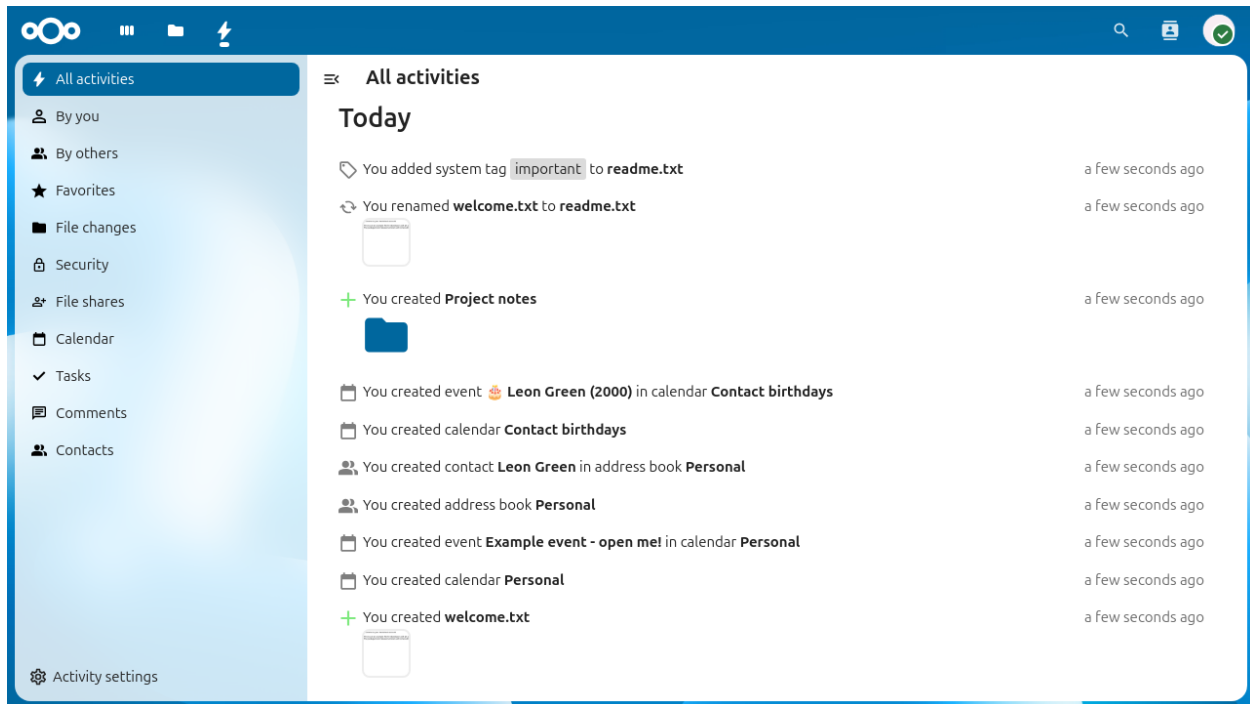 All activities
By you
By others
Favorites
File changes
Security
File shares
Calendar
Tasks
Comments
Contacts
Activity settings
All activities
Today
You added system tag important to readme.txt a few seconds ago
You renamed welcome.txt to readme.txt a few seconds ago
You created Project notes a few seconds ago
You created event 🎂 Leon Green (2000) in calendar Contact birthdays a few seconds ago
You created calendar Contact birthdays a few seconds ago
You created contact Leon Green in address book Personal a few seconds ago
You created address book Personal a few seconds ago
You created event Example event - open me! in calendar Personal a few seconds ago
You created calendar Personal a few seconds ago
You created welcome.txt a few seconds ago